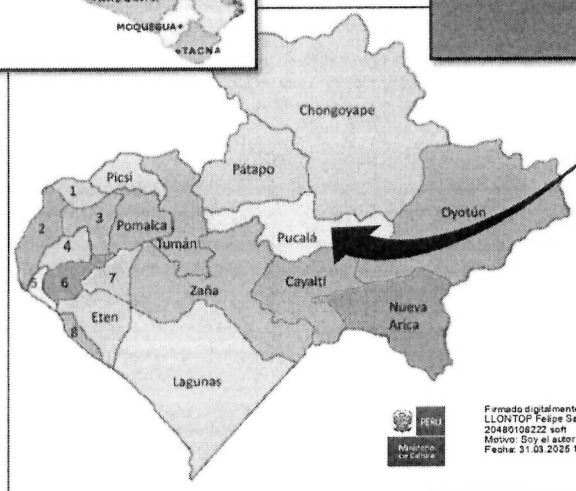 MOQUEGUA
TACNA
Chongoyape
Pátapo
Picsi
1
2
3
Pomalca
4
Tumán
Pucalá
Oyotún
5
6
7
Zaña
Cayaltí
Eten
8
Nueva
Arica
Lagunas
PERÚ
Ministerio
de Cultura
Firmado digitalmente
LLONTOP Felipe Sa
20480108222 soft
Motivo: Soy el autor
Fecha: 31.03.2025 1